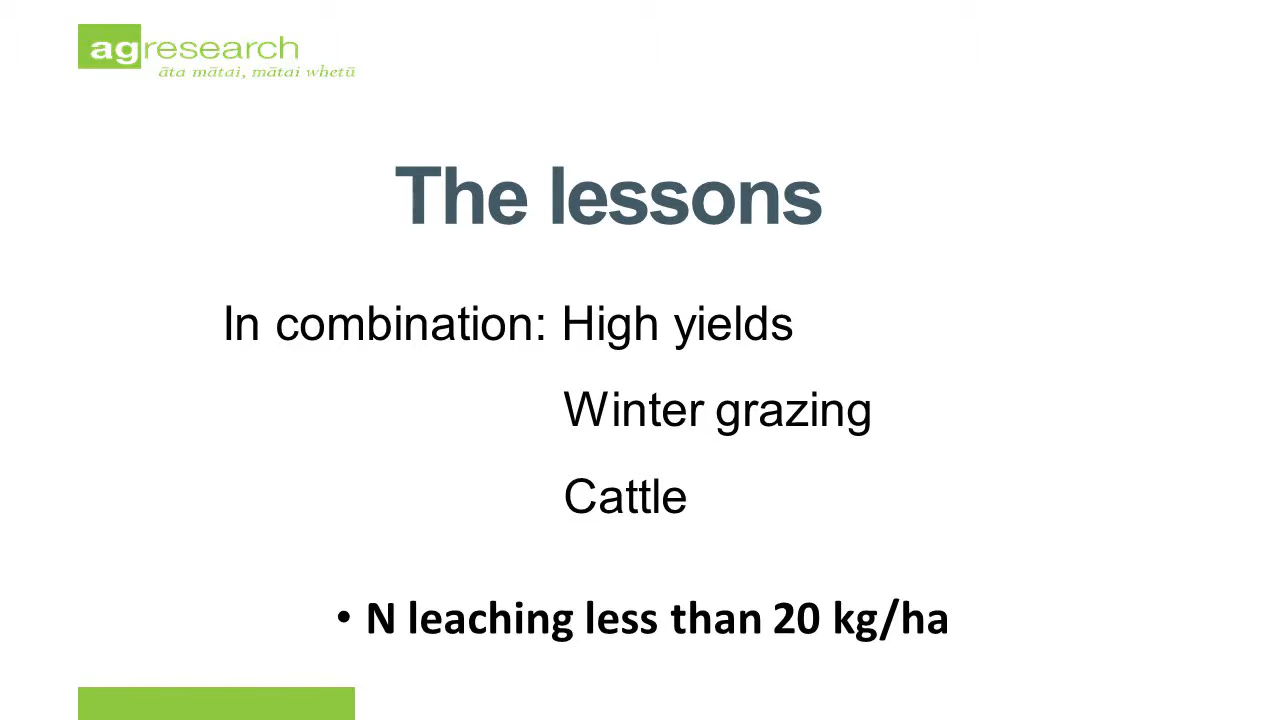 agresearch
āta mātai, mātai whetū
The lessons
In combination: High yields
Winter grazing
Cattle
• N leaching less than 20 kg/ha